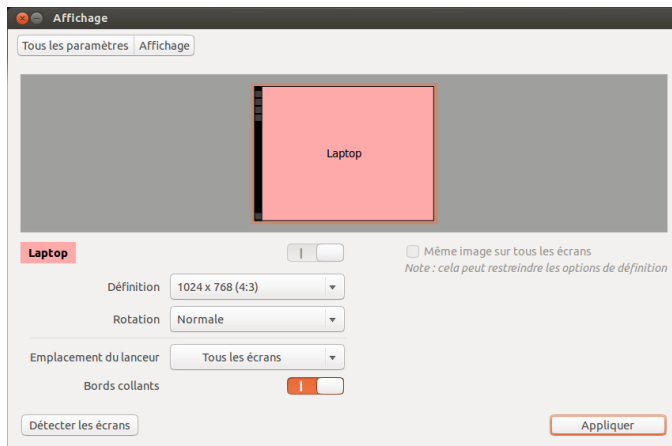 Affichage
Tous les paramètres Affichage
Laptop
Laptop
Même image sur tous les écrans
Note : cela peut restreindre les options de définition
Définition 1024 x 768 (4:3)
Rotation Normale
Emplacement du lanceur Tous les écrans
Bords collants
Détecter les écrans Appliquer